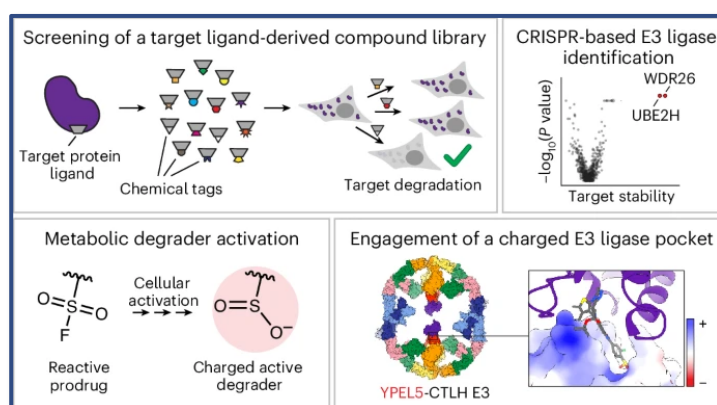 Screening of a target ligand-derived compound library
Target protein
ligand
Chemical tags
Target degradation
CRISPR-based E3 ligase
identification
–log10(P value)
WDR26
UBE2H
Target stability
Metabolic degrader activation
O
S
O
F
Cellular
activation
O
S
O–
Reactive
prodrug
Charged active
degrader
Engagement of a charged E3 ligase pocket
YPEL5-CTLH E3
+
–